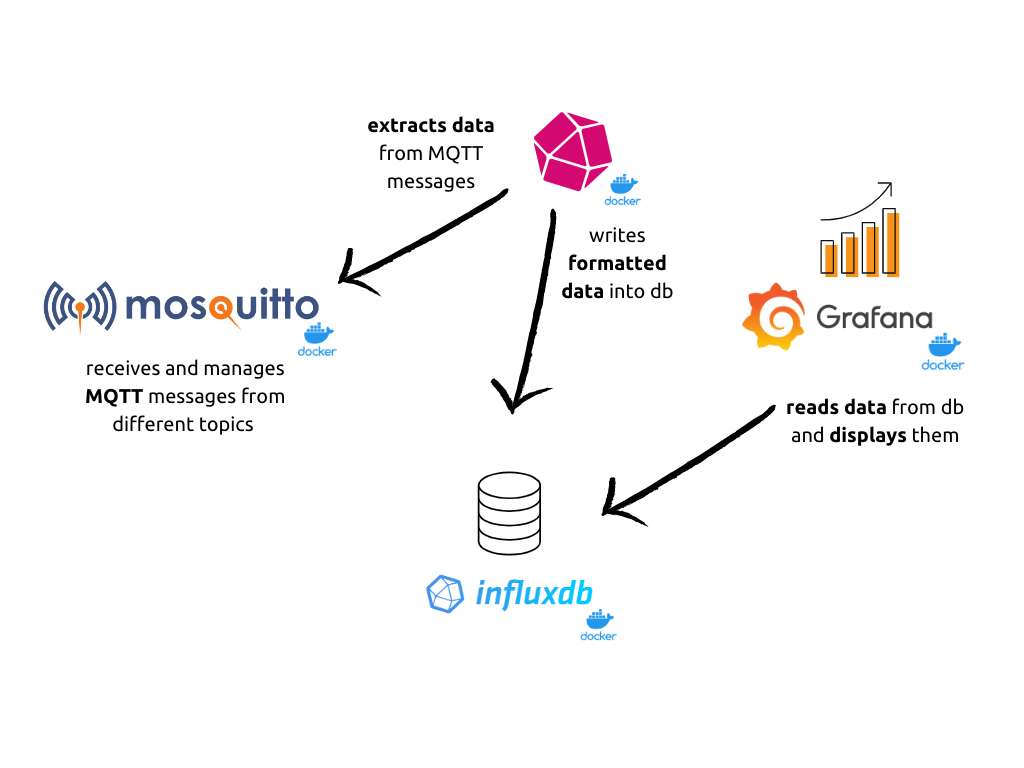 extracts data
from MQTT
messages
docker
writes
formatted
data into db
mosquitto
docker
receives and manages
MQTT messages from
different topics
Grafana
docker
reads data from db
and displays them
influxdb
docker